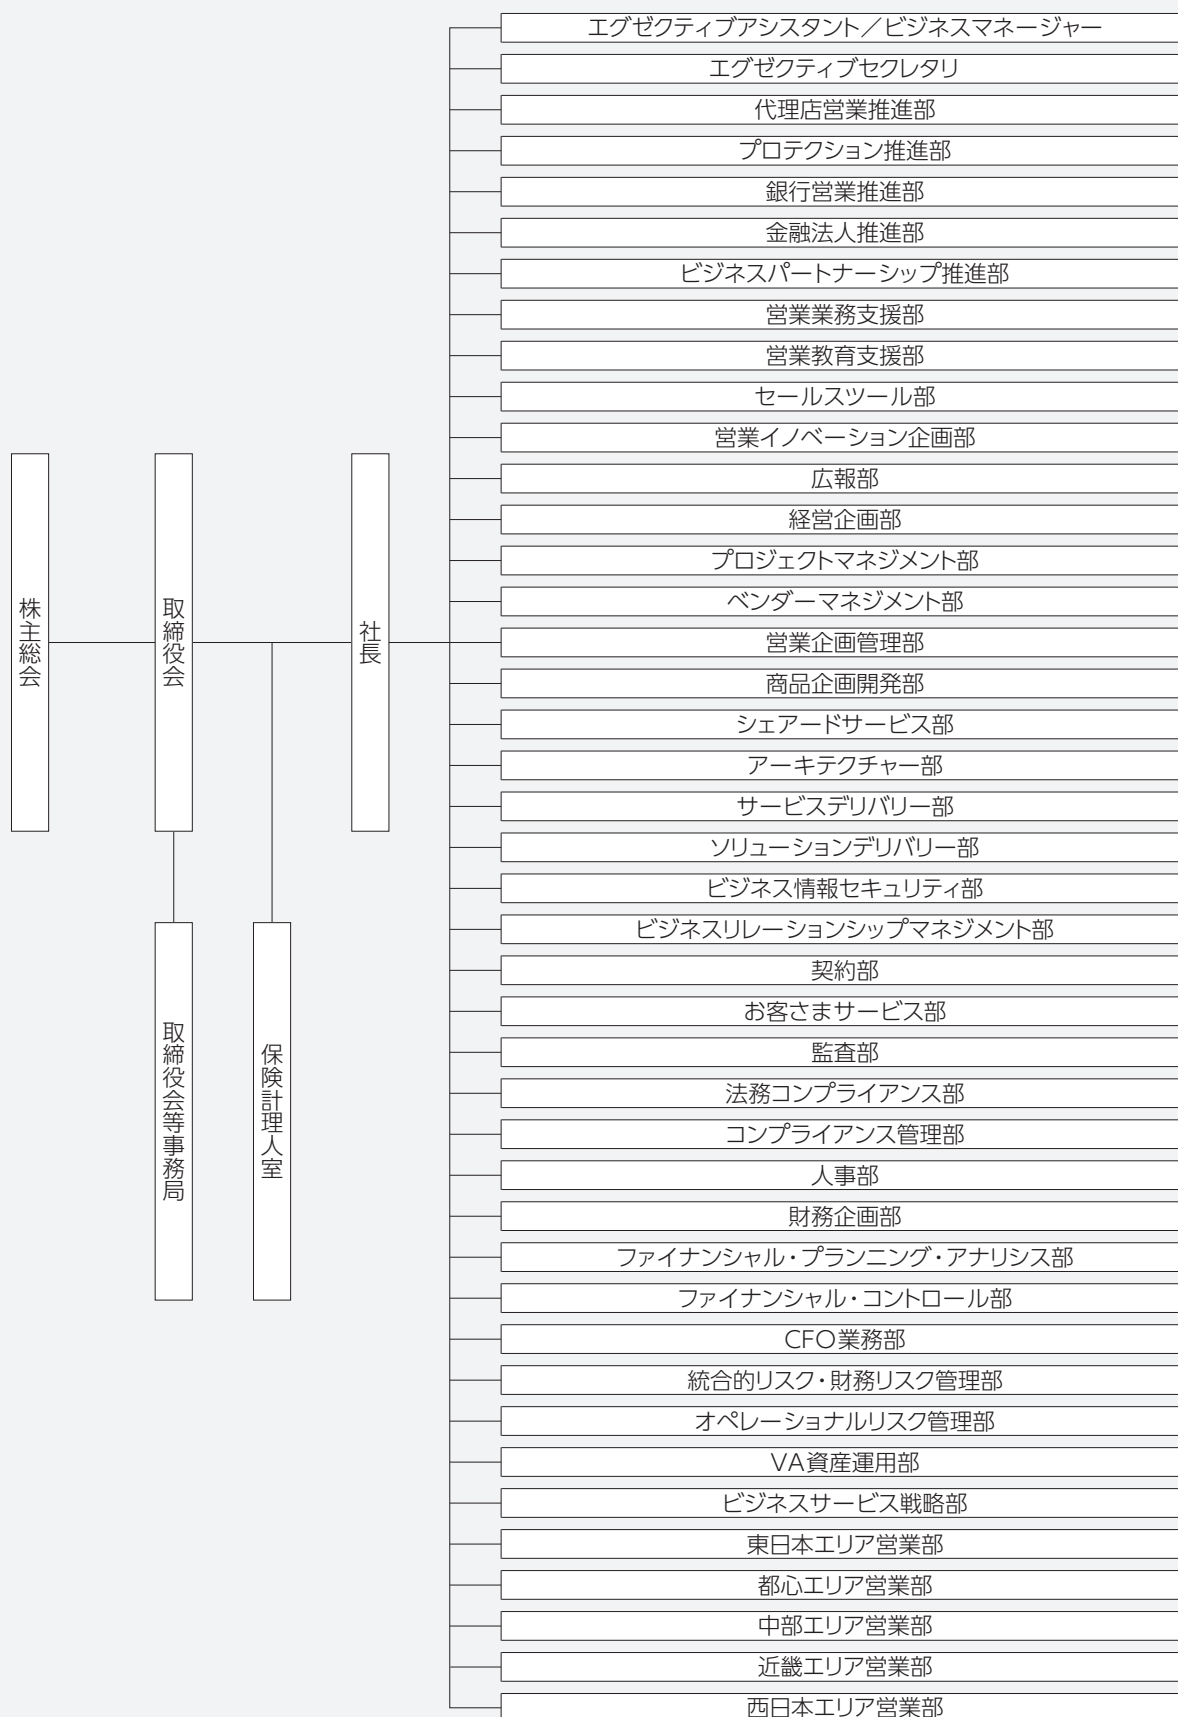 株主総会
取締役会
取締役会等事務局
保険計理人室
社長
エグゼクティブアシスタント／ビジネスマネージャー
エグゼクティブセクレタリ
代理店営業推進部
プロテクション推進部
銀行営業推進部
金融法人推進部
ビジネスパートナーシップ推進部
営業業務支援部
営業教育支援部
セールスツール部
営業イノベーション企画部
広報部
経営企画部
プロジェクトマネジメント部
ベンダーマネジメント部
営業企画管理部
商品企画開発部
シェアードサービス部
アーキテクチャー部
サービスデリバリー部
ソリューションデリバリー部
ビジネス情報セキュリティ部
ビジネスリレーションシップマネジメント部
契約部
お客さまサービス部
監査部
法務コンプライアンス部
コンプライアンス管理部
人事部
財務企画部
ファイナンシャル・プランニング・アナリシス部
ファイナンシャル・コントロール部
CFO業務部
統合的リスク・財務リスク管理部
オペレーショナルリスク管理部
VA資産運用部
ビジネスサービス戦略部
東日本エリア営業部
都心エリア営業部
中部エリア営業部
近畿エリア営業部
西日本エリア営業部